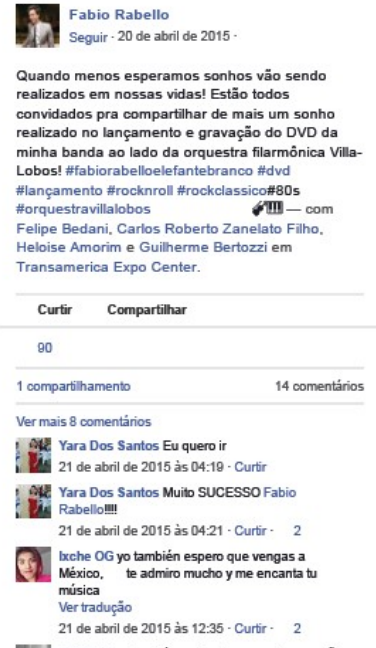 Fabio Rabello
Seguir · 20 de abril de 2015 ·
Quando menos esperamos sonhos vão sendo
realizados em nossas vidas! Estão todos
convidados pra compartilhar de mais um sonho
realizado no lançamento e gravação do DVD da
minha banda ao lado da orquestra filarmônica Villa-
Lobos! #fabiorabelloelefantebranco #dvd
#lançamento #rocknroll #rockclassico#80s
#orquestravillalobos 🎸🎹 — com
Felipe Bedani, Carlos Roberto Zanelato Filho,
Heloise Amorim e Guilherme Bertozzi em
Transamerica Expo Center.
Curtir Compartilhar
90
1 compartilhamento 14 comentários
Ver mais 8 comentários
Yara Dos Santos Eu quero ir
21 de abril de 2015 às 04:19 · Curtir
Yara Dos Santos Muito SUCESSO Fabio
Rabello!!!!!
21 de abril de 2015 às 04:21 · Curtir · 2
Ixche OG yo también espero que vengas a
México, te admiro mucho y me encanta tu
música
Ver tradução
21 de abril de 2015 às 12:35 · Curtir · 2